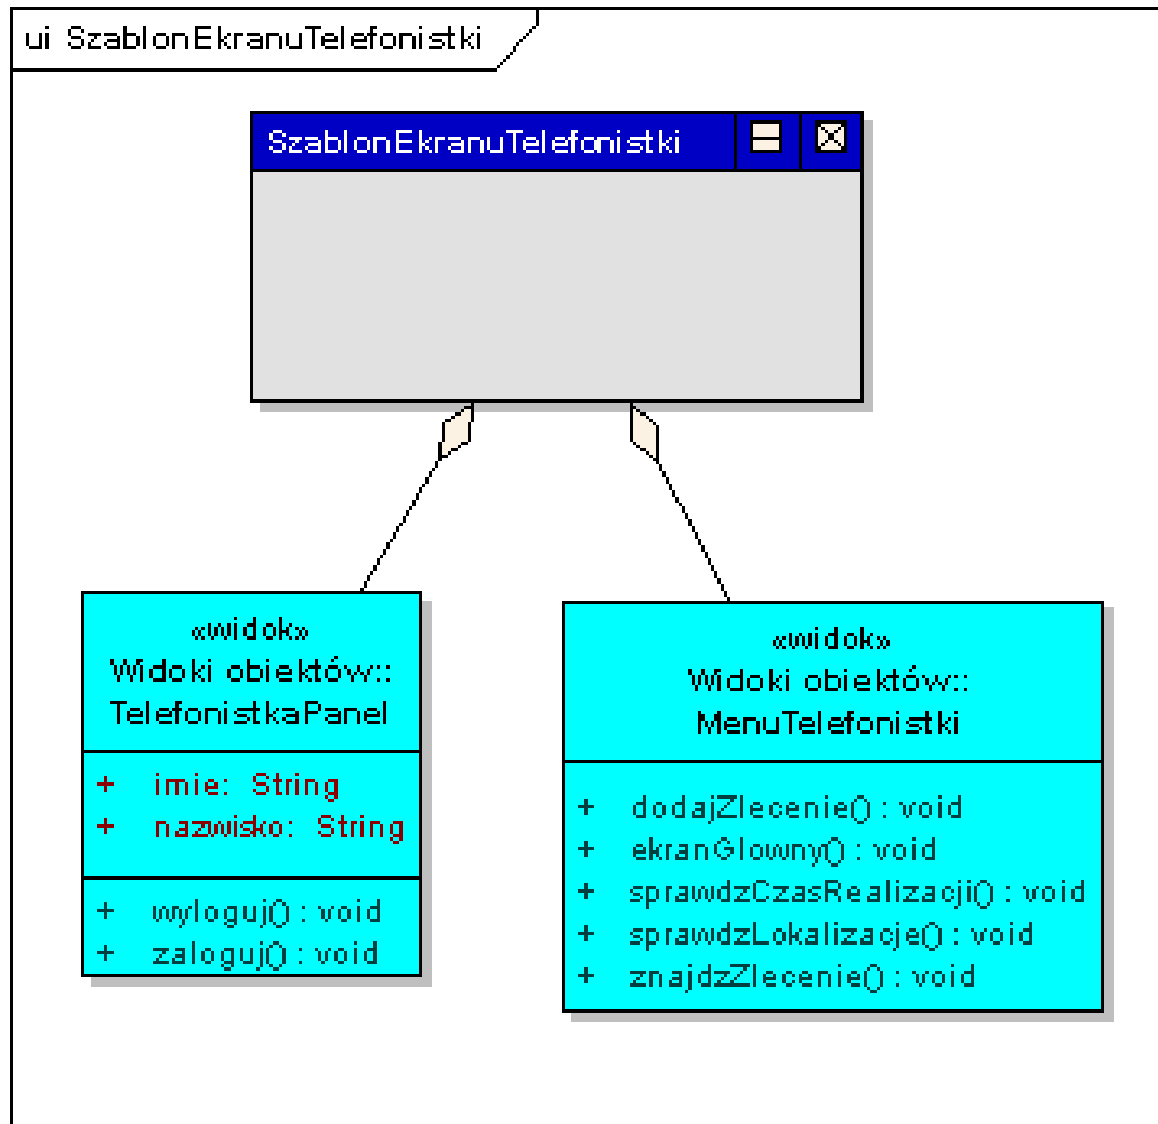 ui SzablonEkranuTelefonistki
SzablonEkranuTelefonistki
«widok»
Widoki obiektów::
TelefonistkaPanel
+ imie: String
+ nazwisko: String
+ wyloguj() : void
+ zaloguj() : void
«widok»
Widoki obiektów::
MenuTelefonistki
+ dodajZlecenie() : void
+ ekranGlowny() : void
+ sprawdzCzasRealizacji() : void
+ sprawdzLokalizacje() : void
+ znajdzZlecenie() : void